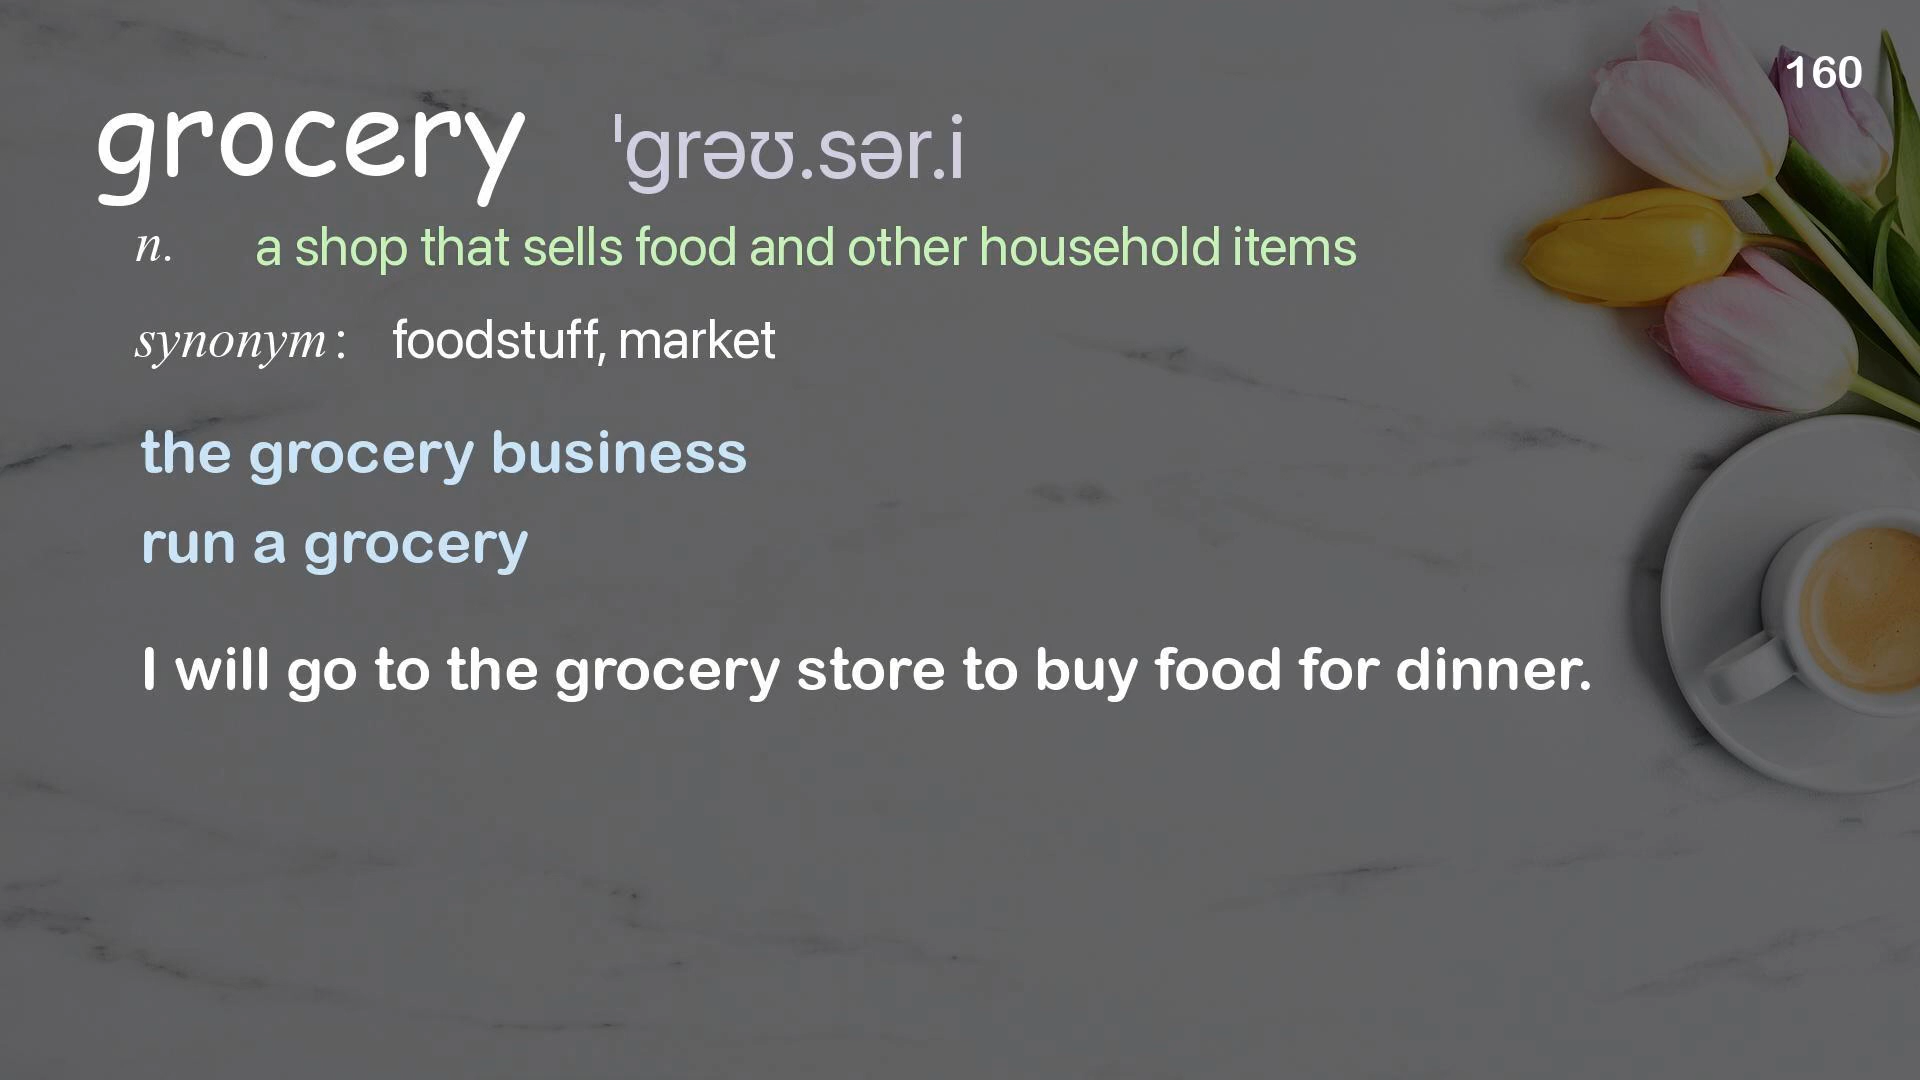 160
grocery ˈɡrəʊ.sər.i
n. a shop that sells food and other household items
synonym: foodstuff, market
the grocery business
run a grocery
I will go to the grocery store to buy food for dinner.